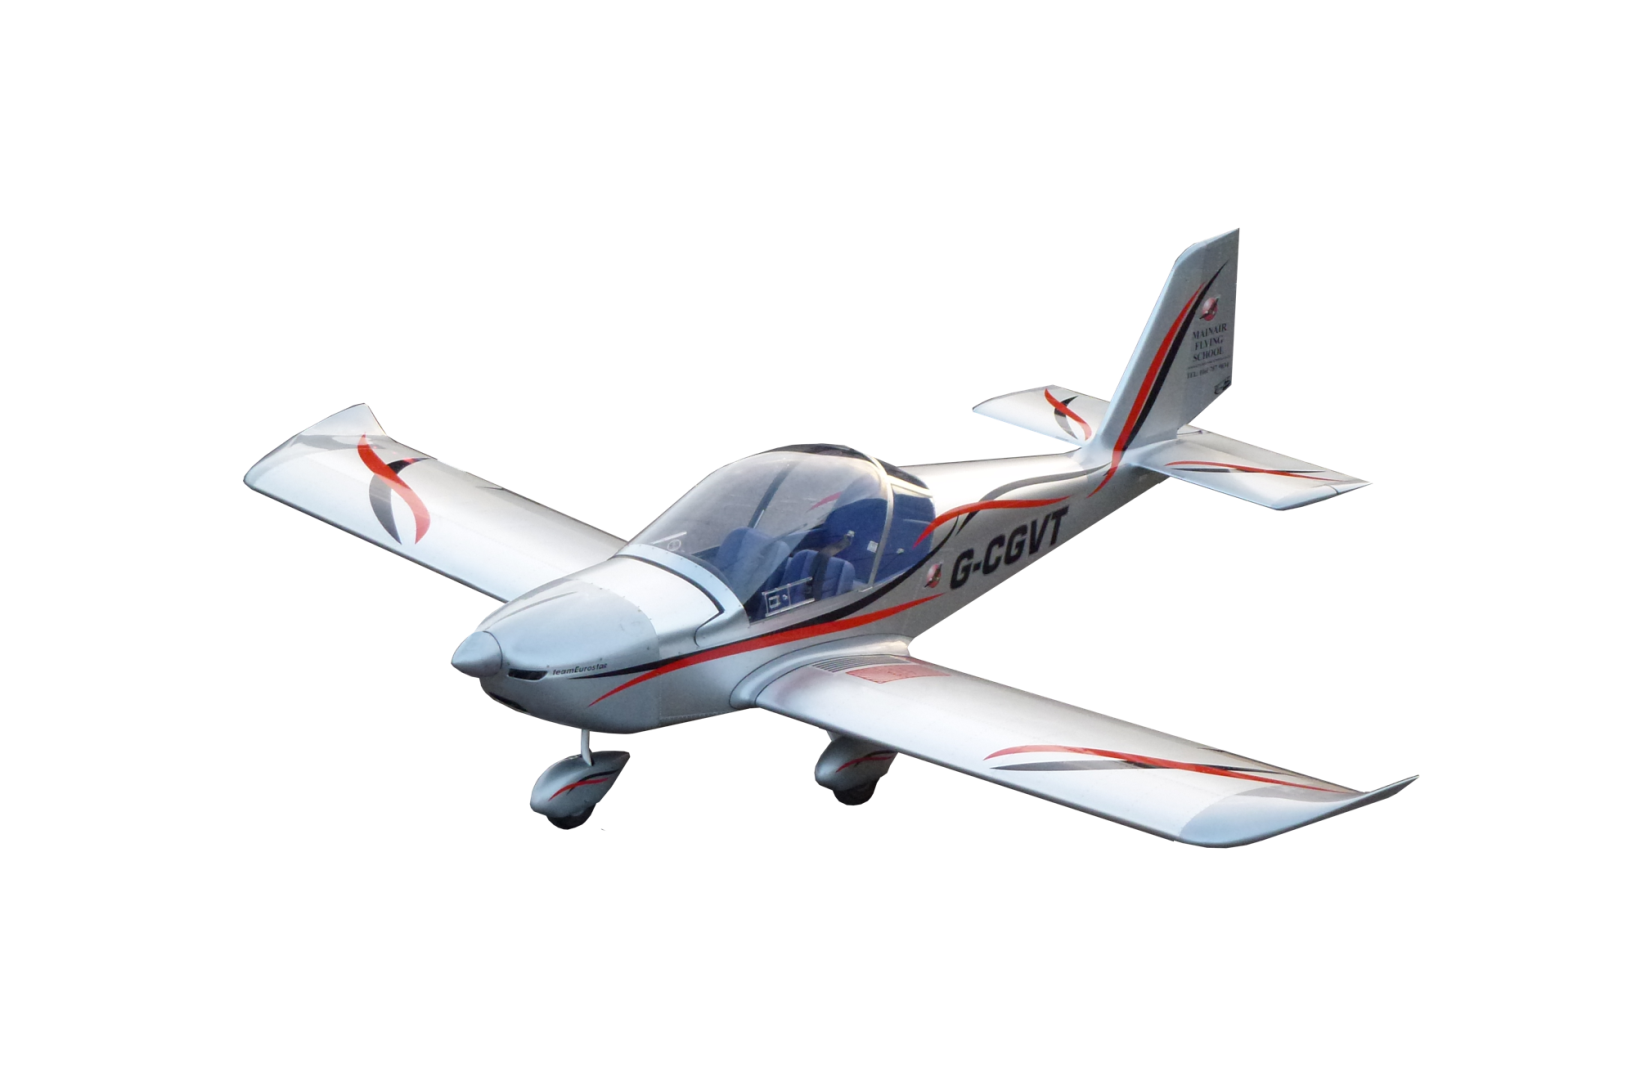 MAINAIR
FLYING
SCHOOL
G-CGVT
teamEurostar